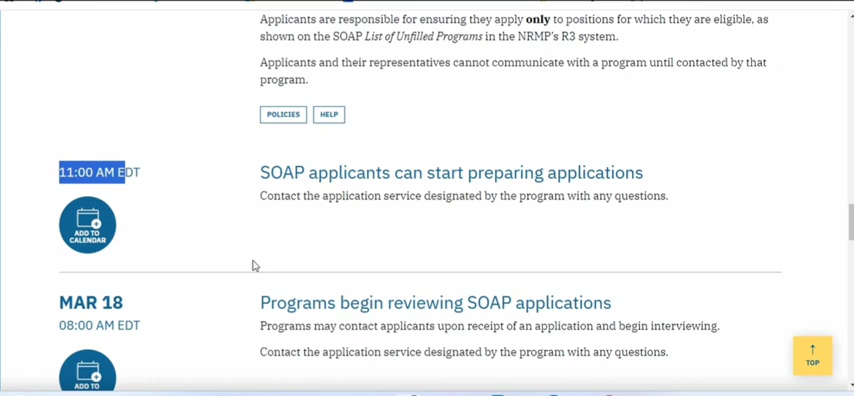 Applicants are responsible for ensuring they apply only to positions for which they are eligible, as
shown on the SOAP List of Unfilled Programs in the NRMP's R3 system.
Applicants and their representatives cannot communicate with a program until contacted by that
program.
POLICIES HELP
11:00 AM EDT
SOAP applicants can start preparing applications
Contact the application service designated by the program with any questions.
ADD TO
CALENDAR
MAR 18
08:00 AM EDT
Programs begin reviewing SOAP applications
Programs may contact applicants upon receipt of an application and begin interviewing.
Contact the application service designated by the program with any questions.
ADD TO
TOP